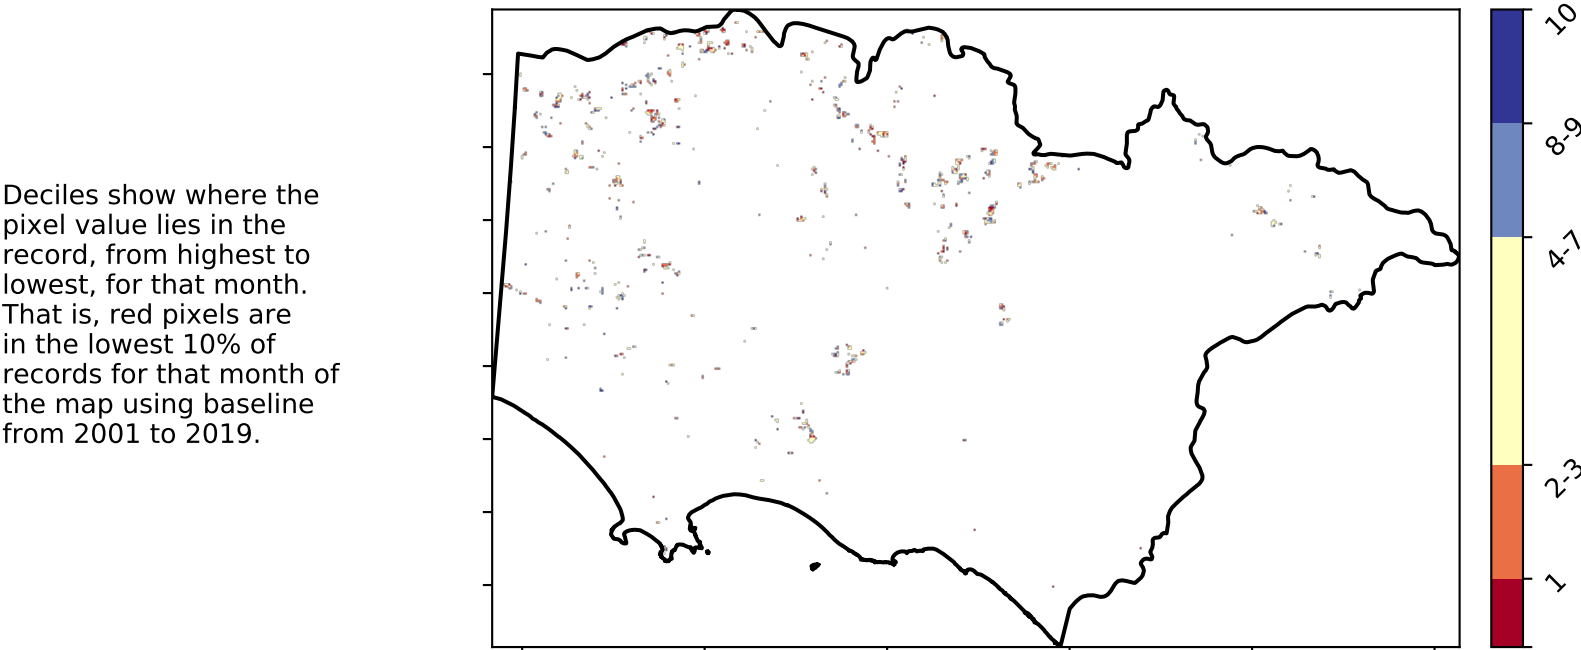 Deciles show where the
pixel value lies in the
record, from highest to
lowest, for that month.
That is, red pixels are
in the lowest 10% of
records for that month of
the map using baseline
from 2001 to 2019.
10
8-9
4-7
2-3
1